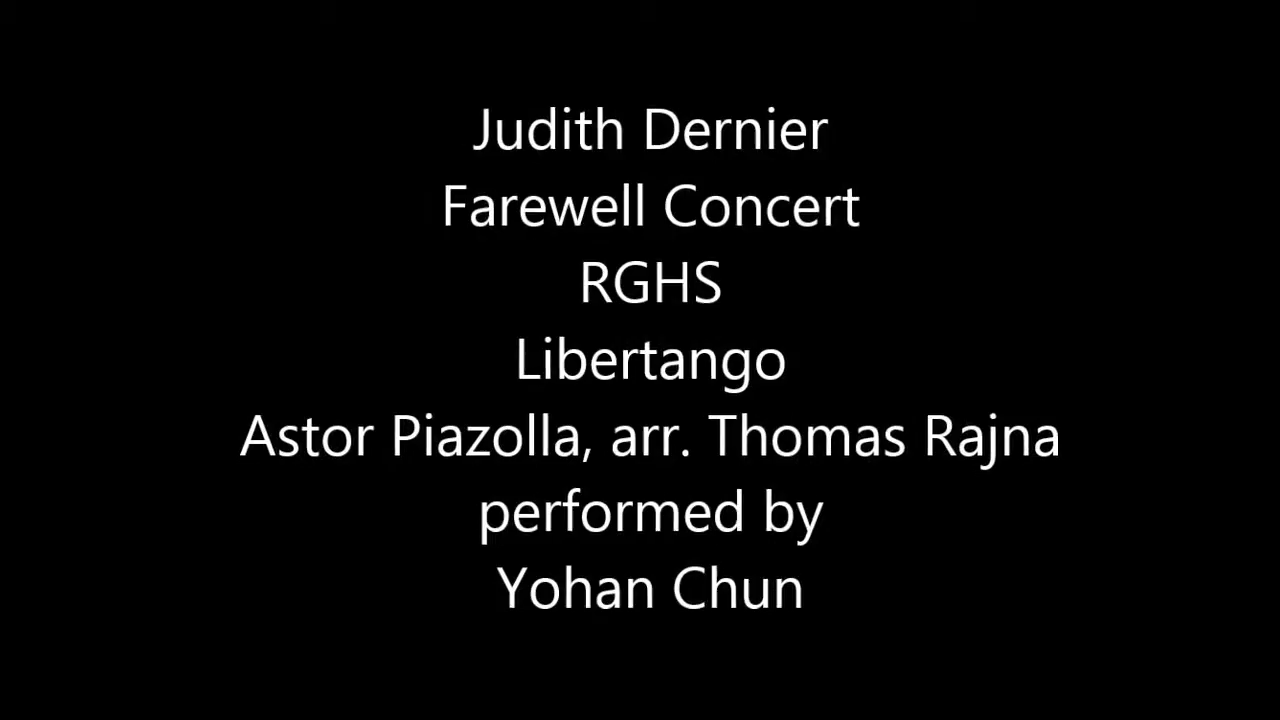 Judith Dernier
Farewell Concert
RGHS
Libertango
Astor Piazolla, arr. Thomas Rajna
performed by
Yohan Chun